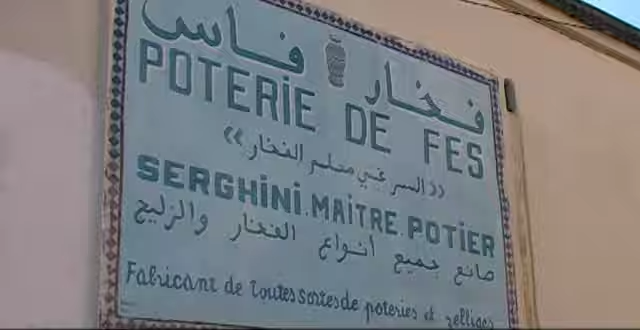 فخار فاس
POTERIE DE FES
«السرغيني معلم الفخار»
SERGHINI.MAITRE.POTIER
صانع جميع أنواع الفخار والزليج
Fabricant de toutes sortes de poteries et zelliges